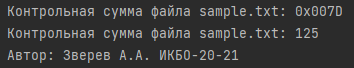 Контрольная сумма файла sample.txt: 0x007D
Контрольная сумма файла sample.txt: 125
Автор: Зверев А.А. ИКБО-20-21